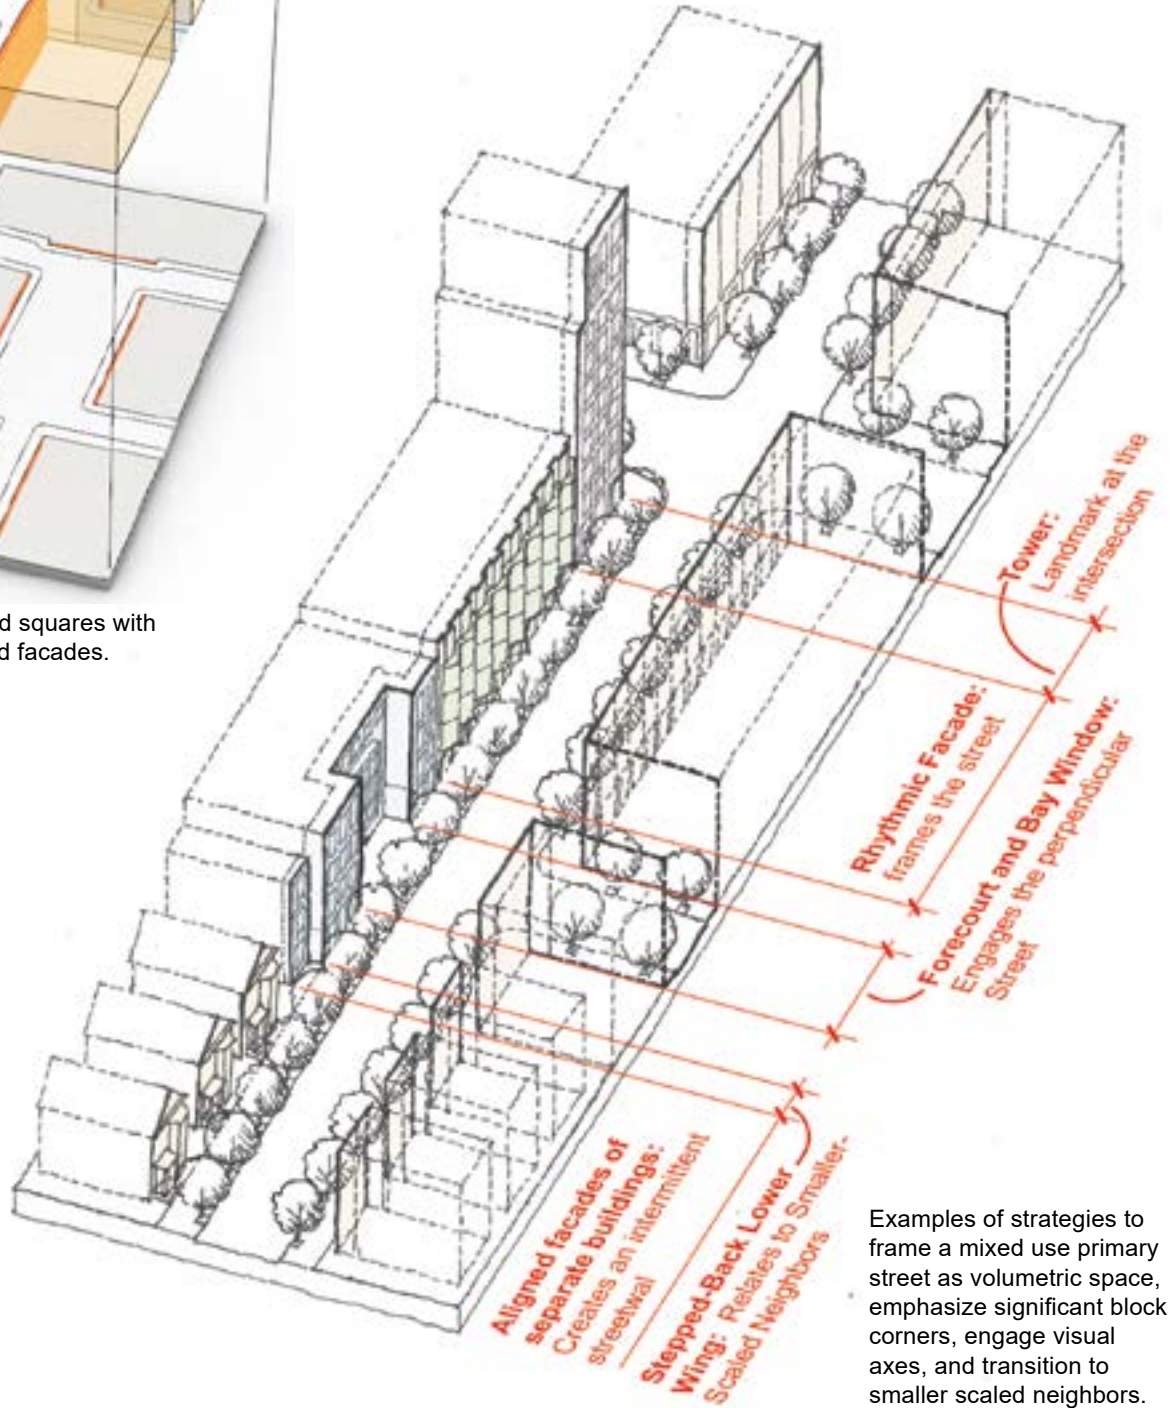 d squares with
d facades.
Tower:
Landmark at the
intersection
Rhythmic Facade:
frames the street
Forecourt and Bay Window:
Engages the perpendicular
Street
Aligned facades of
separate buildings:
Creates an intermittent
streetwal
Stepped-Back Lower
Wing: Relates to Smaller-
Scaled Neighbors
Examples of strategies to
frame a mixed use primary
street as volumetric space,
emphasize significant block
corners, engage visual
axes, and transition to
smaller scaled neighbors.